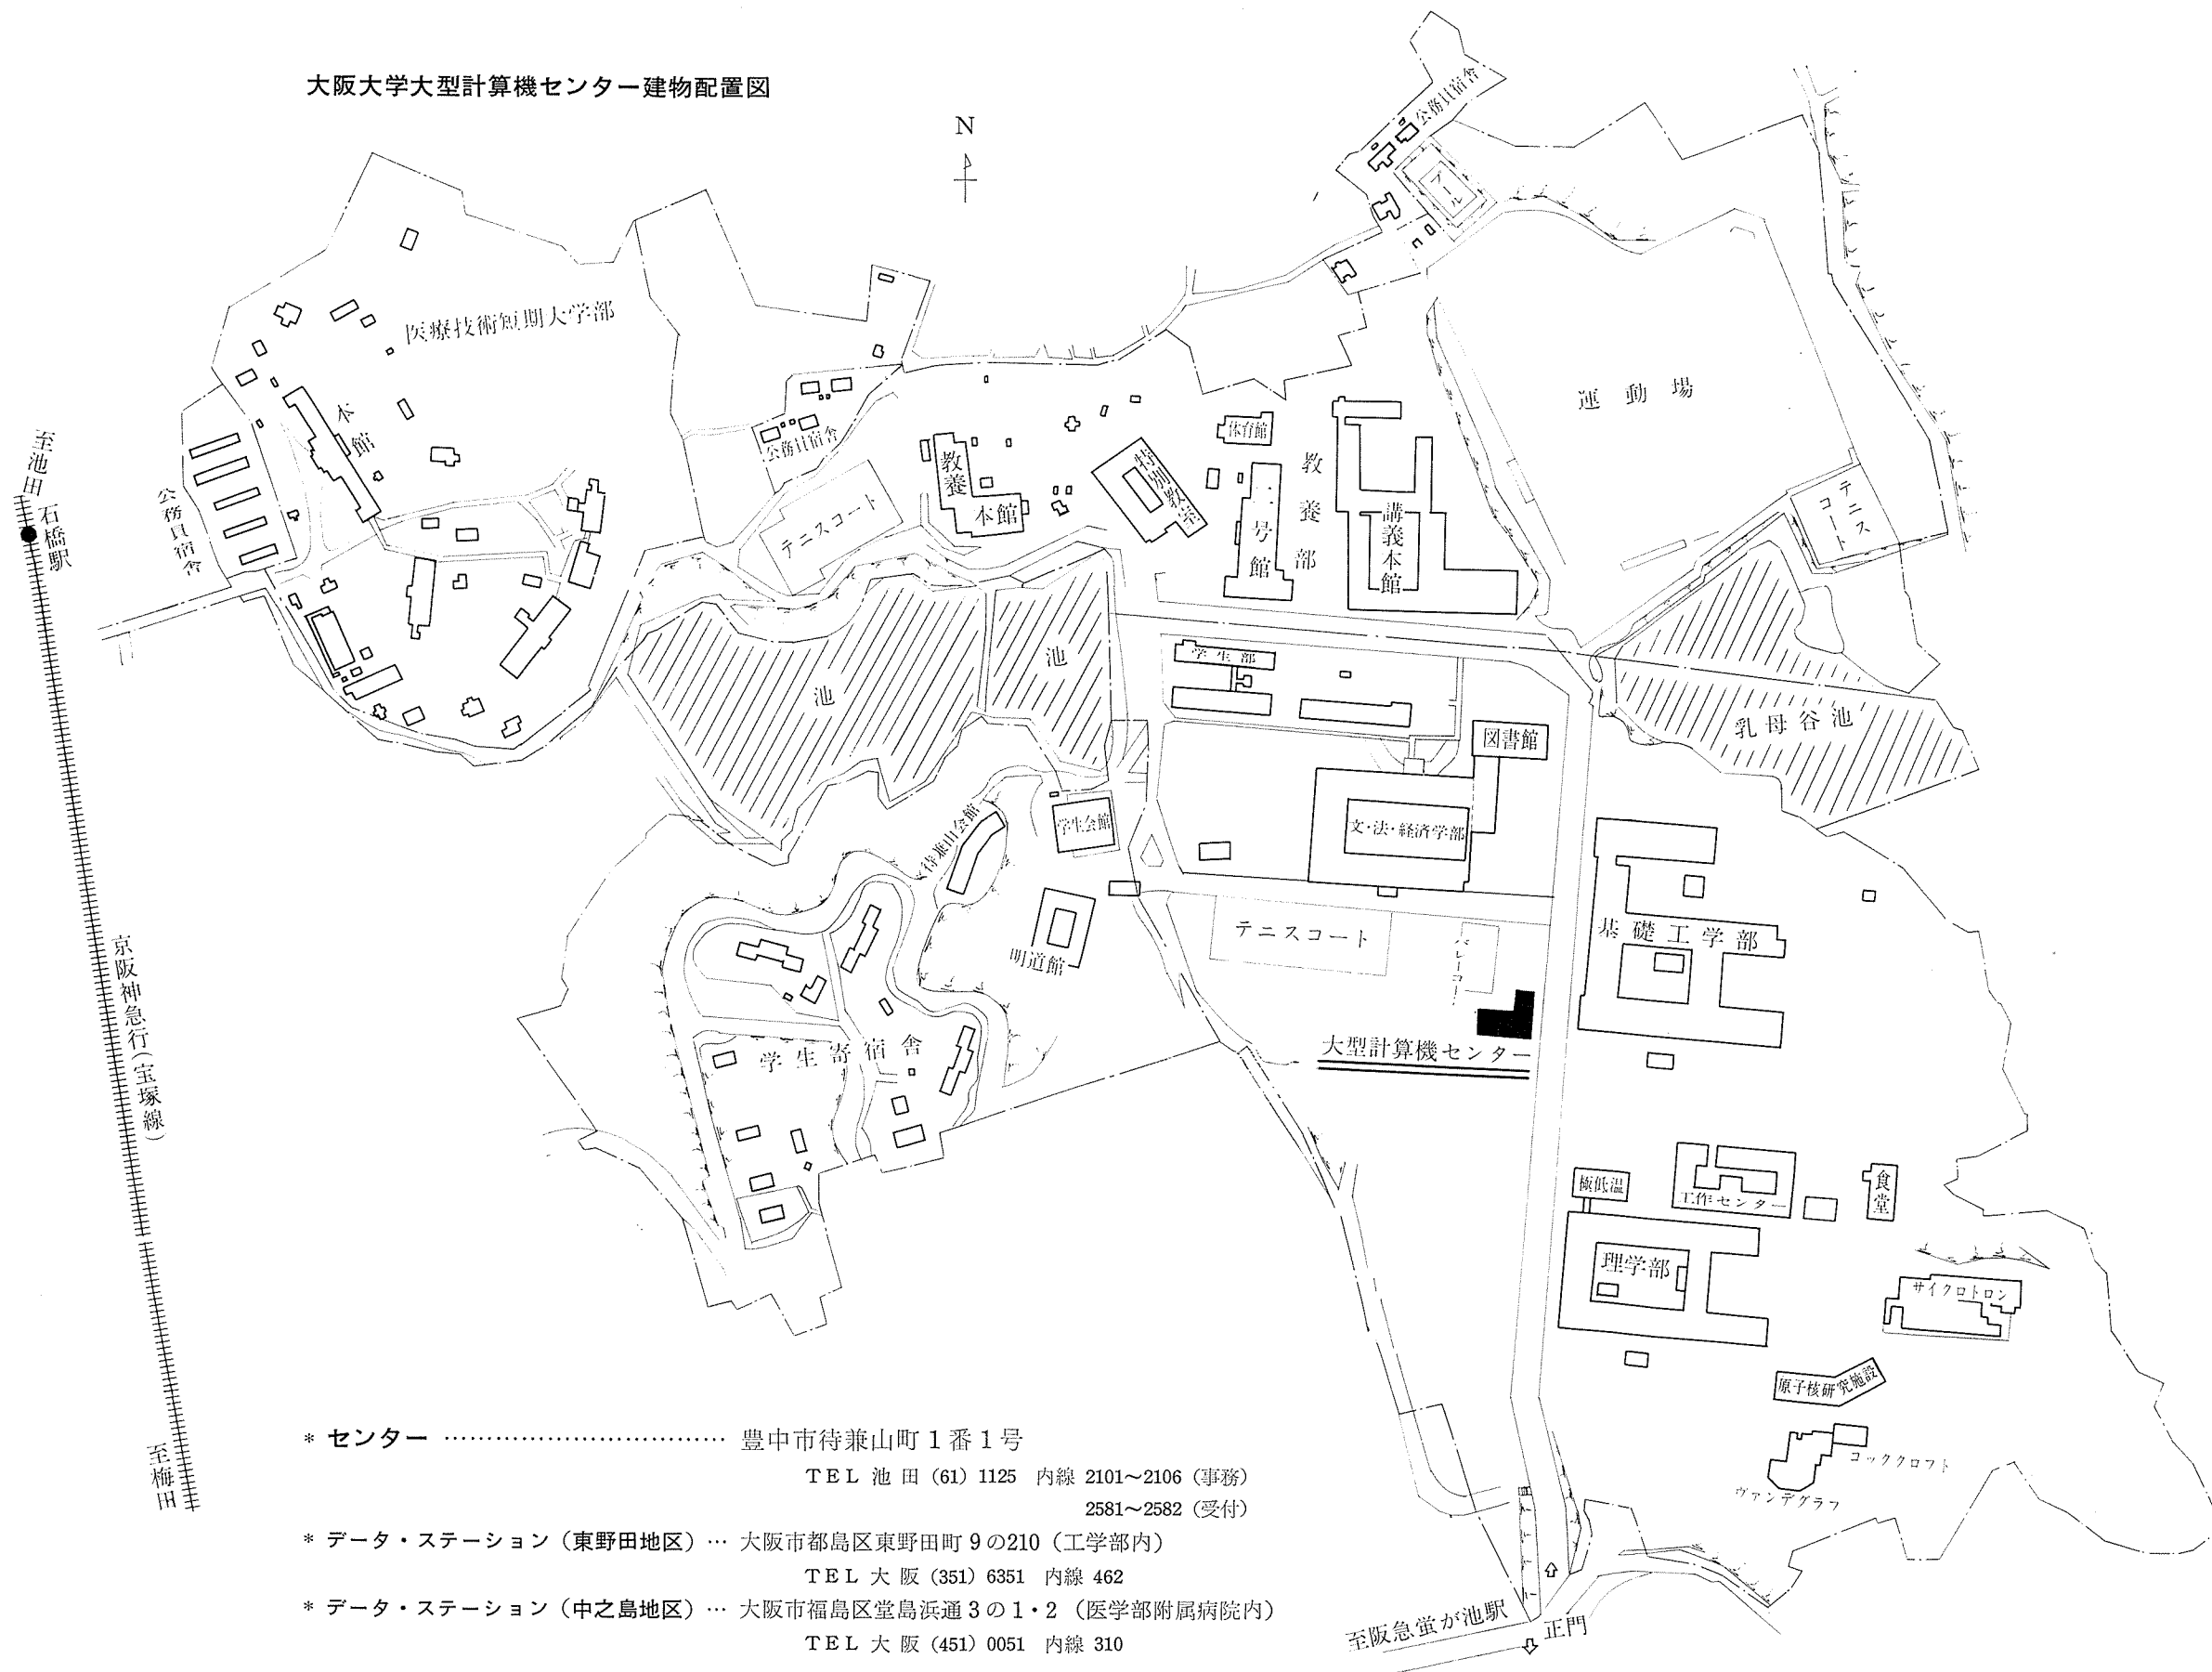 大阪大学大型計算機センター建物配置図
N
公務員宿舎
プール
医療技術短期大学部
本館
公務員宿舎
至池田
石橋駅
公務員宿舎
テニスコート
教養本館
特別教室
体育館
教養部
講義本館
運動場
テニスコート
池
池
学生部
図書館
乳母谷池
文・法・経済学部
学生会館
待兼山会館
明道館
テニスコート
バレーコート
基礎工学部
大型計算機センター
学生寄宿舎
京阪神急行(宝塚線)
極低温
工作センター
食堂
理学部
サイクロトロン
原子核研究施設
コッククロフト
ヴァンデグラフ
至梅田
* センター ································ 豊中市待兼山町1番1号
TEL 池田 (61) 1125 内線 2101～2106 (事務)
2581～2582 (受付)
* データ・ステーション（東野田地区）… 大阪市都島区東野田町9の210（工学部内）
TEL 大阪 (351) 6351 内線 462
* データ・ステーション（中之島地区）… 大阪市福島区堂島浜通3の1・2（医学部附属病院内）
TEL 大阪 (451) 0051 内線 310
至阪急蛍が池駅
正門